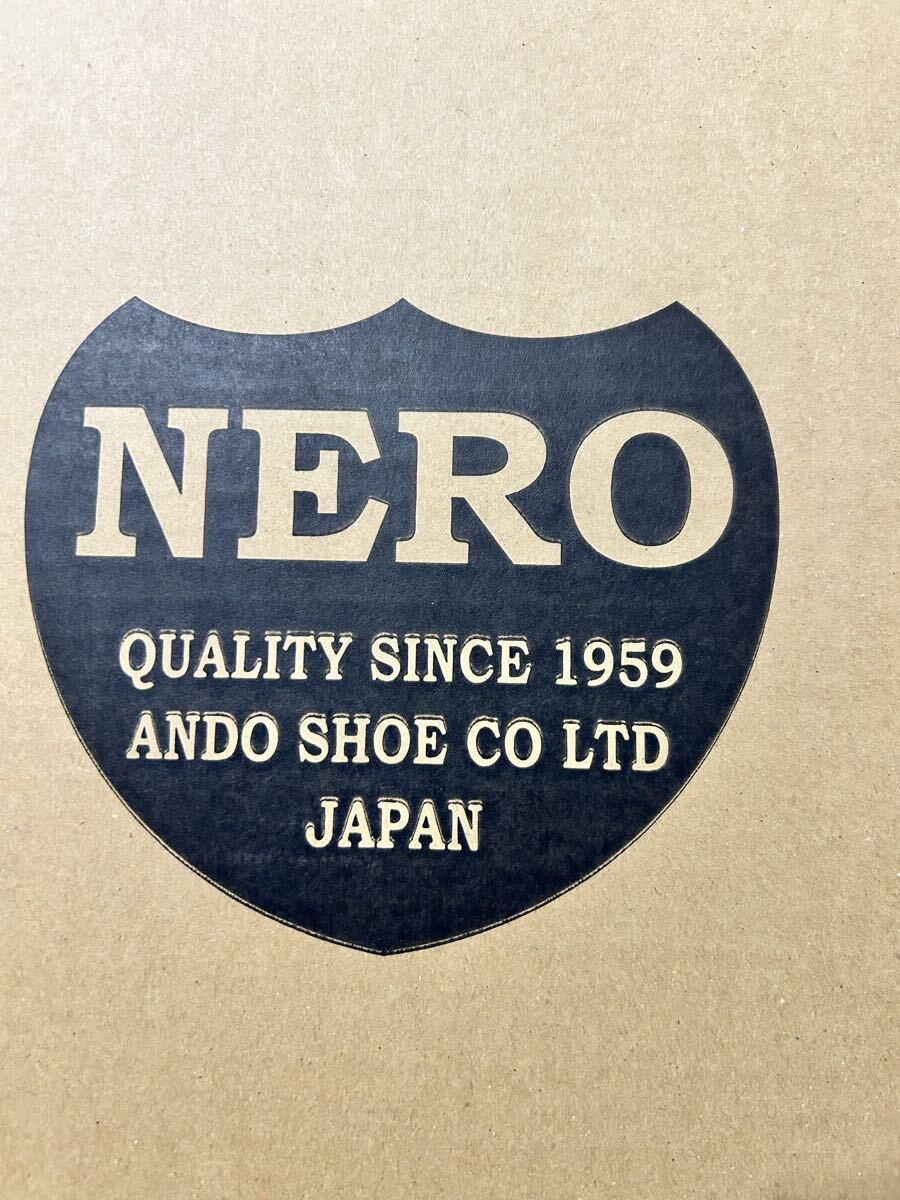 NERO
QUALITY SINCE 1959
ANDO SHOE CO LTD
JAPAN